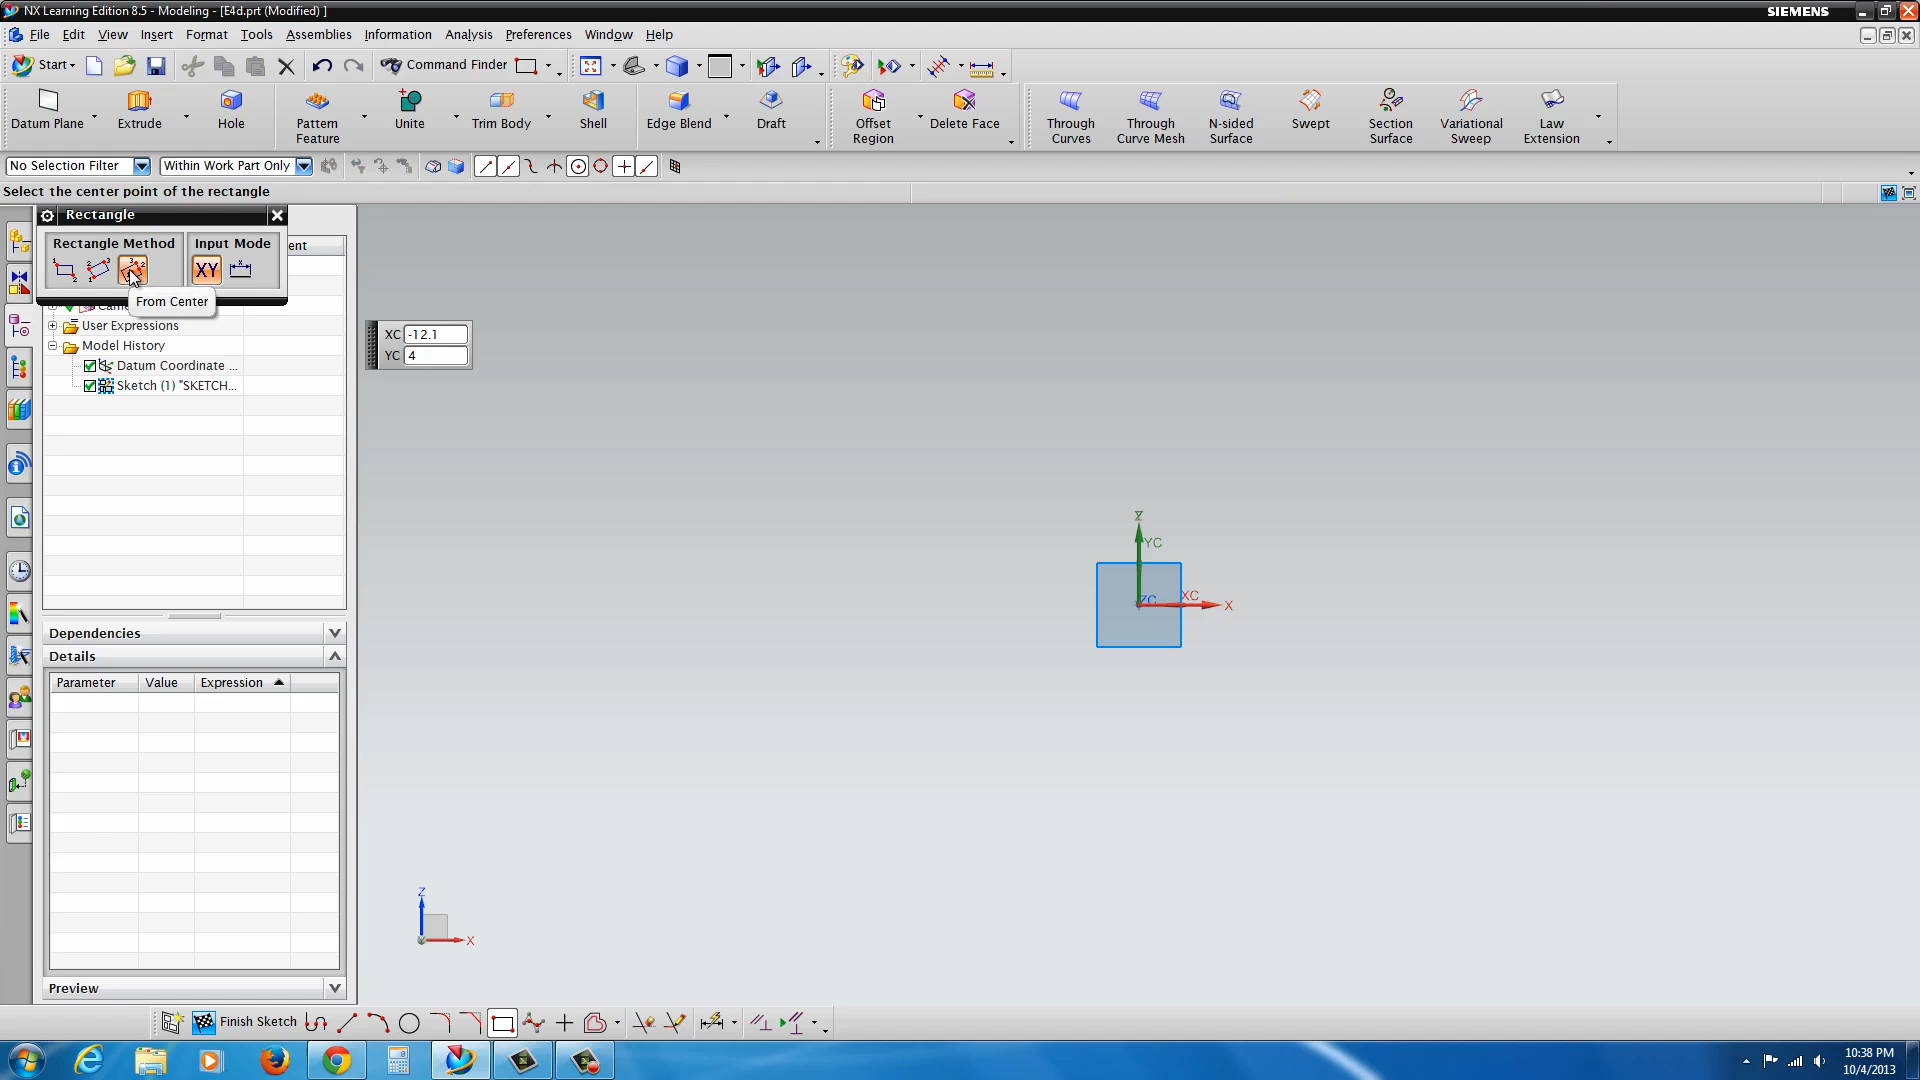 NX Learning Edition 8.5 - Modeling - [E4d.prt (Modified) ]
SIEMENS
File Edit View Insert Format Tools Assemblies Information Analysis Preferences Window Help
Start Command Finder
Datum Plane Extrude Hole Pattern Feature Unite Trim Body Shell Edge Blend Draft Offset Region Delete Face Through Curves Through Curve Mesh N-sided Surface Swept Section Surface Variational Sweep Law Extension
No Selection Filter Within Work Part Only
Select the center point of the rectangle
Rectangle
Rectangle Method Input Mode
ent
XY
From Center
User Expressions
XC -12.1
Model History
YC 4
Datum Coordinate ...
Sketch (1) "SKETCH...
Z
YC
ZC XC X
Dependencies
Details
Parameter Value Expression
Z
X
Preview
Finish Sketch
10:38 PM
10/4/2013